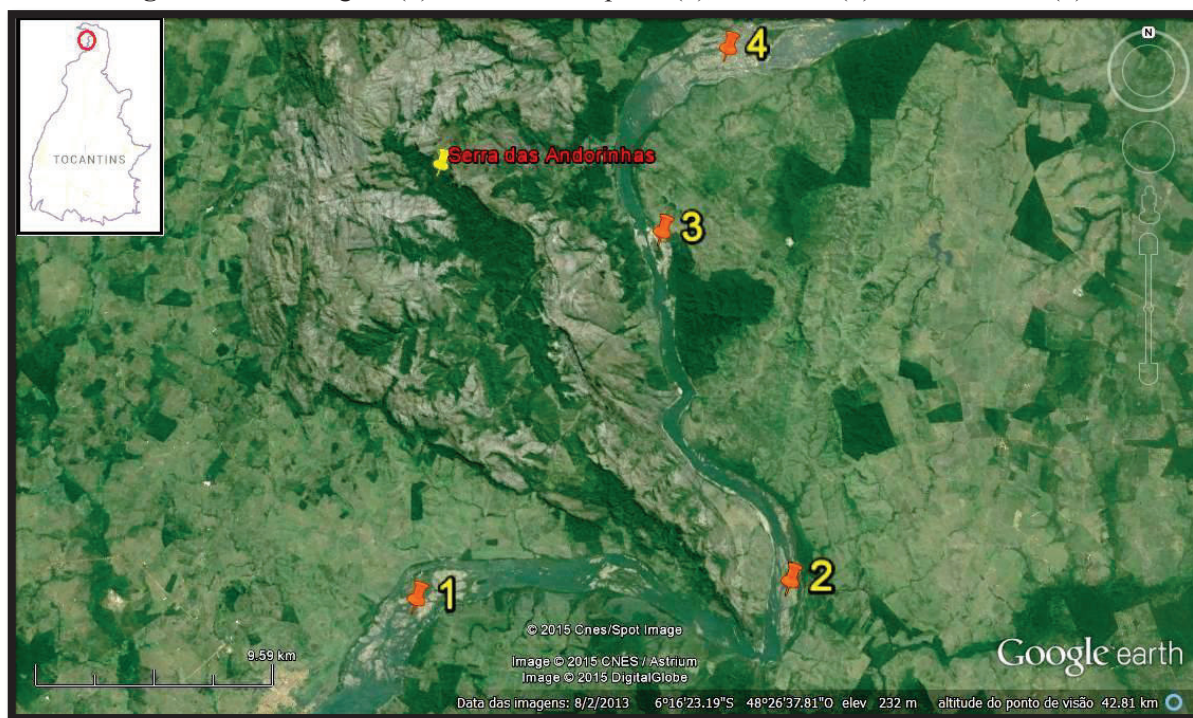 TOCANTINS
N
4
Serra das Andorinhas
3
2
1
© 2015 Cnes/Spot Image
9.59 km
Image © 2015 CNES / Astrium
Image © 2015 DigitalGlobe
Google earth
Data das imagens: 8/2/2013 6°16'23.19"S 48°26'37.81"O elev 232 m altitude do ponto de visão 42.81 km